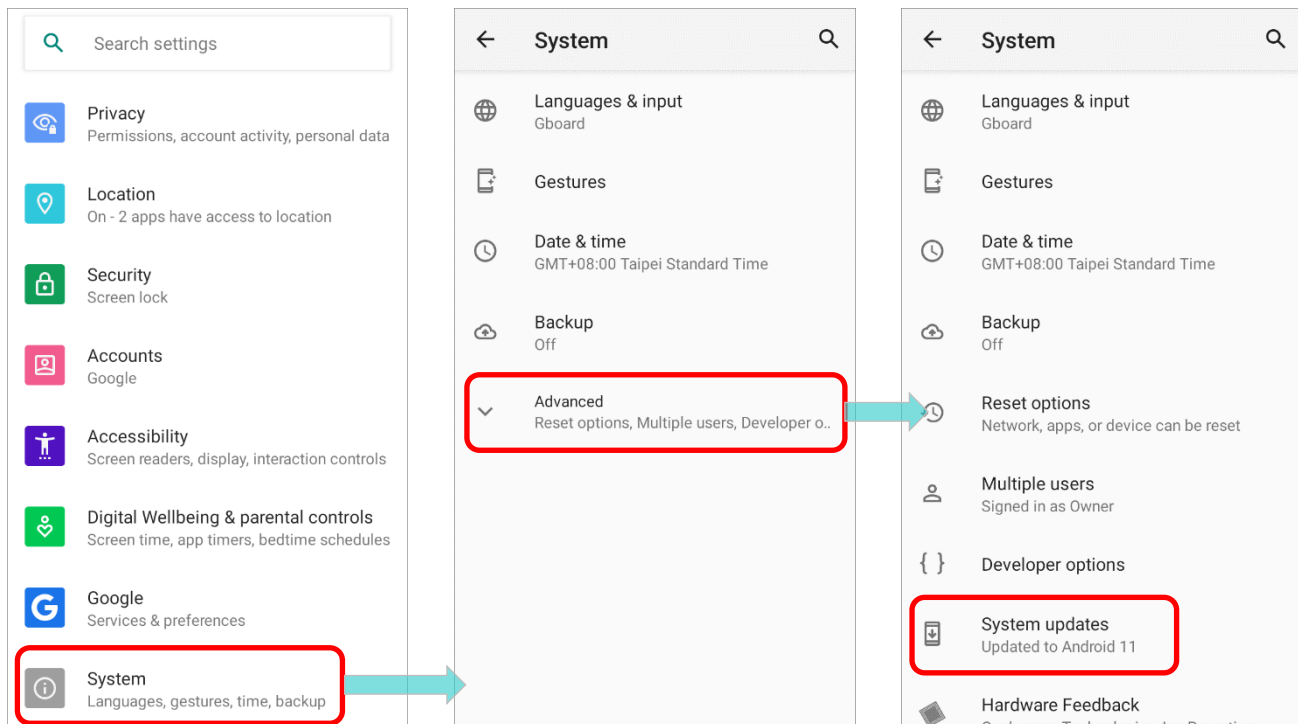 Search settings
Privacy
Permissions, account activity, personal data
Location
On - 2 apps have access to location
Security
Screen lock
Accounts
Google
Accessibility
Screen readers, display, interaction controls
Digital Wellbeing & parental controls
Screen time, app timers, bedtime schedules
Google
Services & preferences
System
Languages, gestures, time, backup
System
Languages & input
Gboard
Gestures
Date & time
GMT+08:00 Taipei Standard Time
Backup
Off
Advanced
Reset options, Multiple users, Developer o..
System
Languages & input
Gboard
Gestures
Date & time
GMT+08:00 Taipei Standard Time
Backup
Off
Reset options
Network, apps, or device can be reset
Multiple users
Signed in as Owner
Developer options
System updates
Updated to Android 11
Hardware Feedback